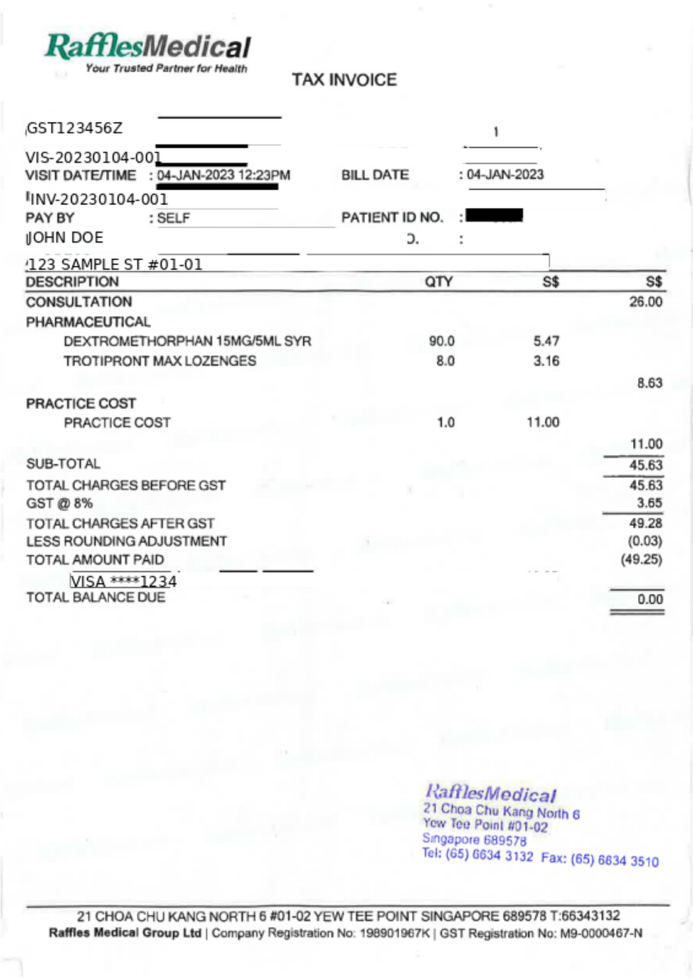 RafflesMedical
Your Trusted Partner for Health
TAX INVOICE
GST123456Z 1
VIS-20230104-001
VISIT DATE/TIME : 04-JAN-2023 12:23PM BILL DATE : 04-JAN-2023
INV-20230104-001
PAY BY : SELF PATIENT ID NO. :
JOHN DOE :
123 SAMPLE ST #01-01
DESCRIPTION QTY S$ S$
CONSULTATION 26.00
PHARMACEUTICAL
DEXTROMETHORPHAN 15MG/5ML SYR 90.0 5.47
TROTIPRONT MAX LOZENGES 8.0 3.16
8.63
PRACTICE COST
PRACTICE COST 1.0 11.00
11.00
SUB-TOTAL 45.63
TOTAL CHARGES BEFORE GST 45.63
GST @ 8% 3.65
TOTAL CHARGES AFTER GST 49.28
LESS ROUNDING ADJUSTMENT (0.03)
TOTAL AMOUNT PAID (49.25)
VISA ****1234
TOTAL BALANCE DUE 0.00
RafflesMedical
21 Choa Chu Kang North 6
Yew Tee Point #01-02
Singapore 689578
Tel: (65) 6634 3132 Fax: (65) 6634 3510
21 CHOA CHU KANG NORTH 6 #01-02 YEW TEE POINT SINGAPORE 689578 T:66343132
Raffles Medical Group Ltd | Company Registration No: 198901967K | GST Registration No: M9-0000467-N